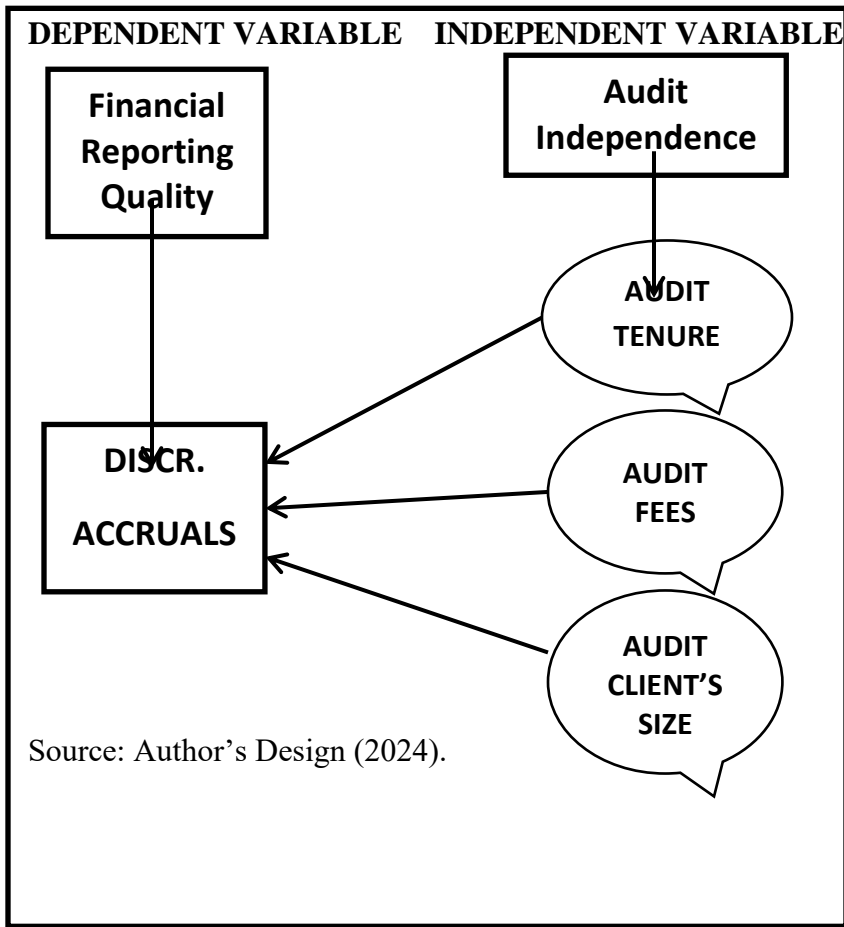 DEPENDENT VARIABLE INDEPENDENT VARIABLE
Financial
Reporting
Quality
Audit
Independence
AUDIT
TENURE
DISCR.
ACCRUALS
AUDIT
FEES
AUDIT
CLIENT’S
SIZE
Source: Author’s Design (2024).